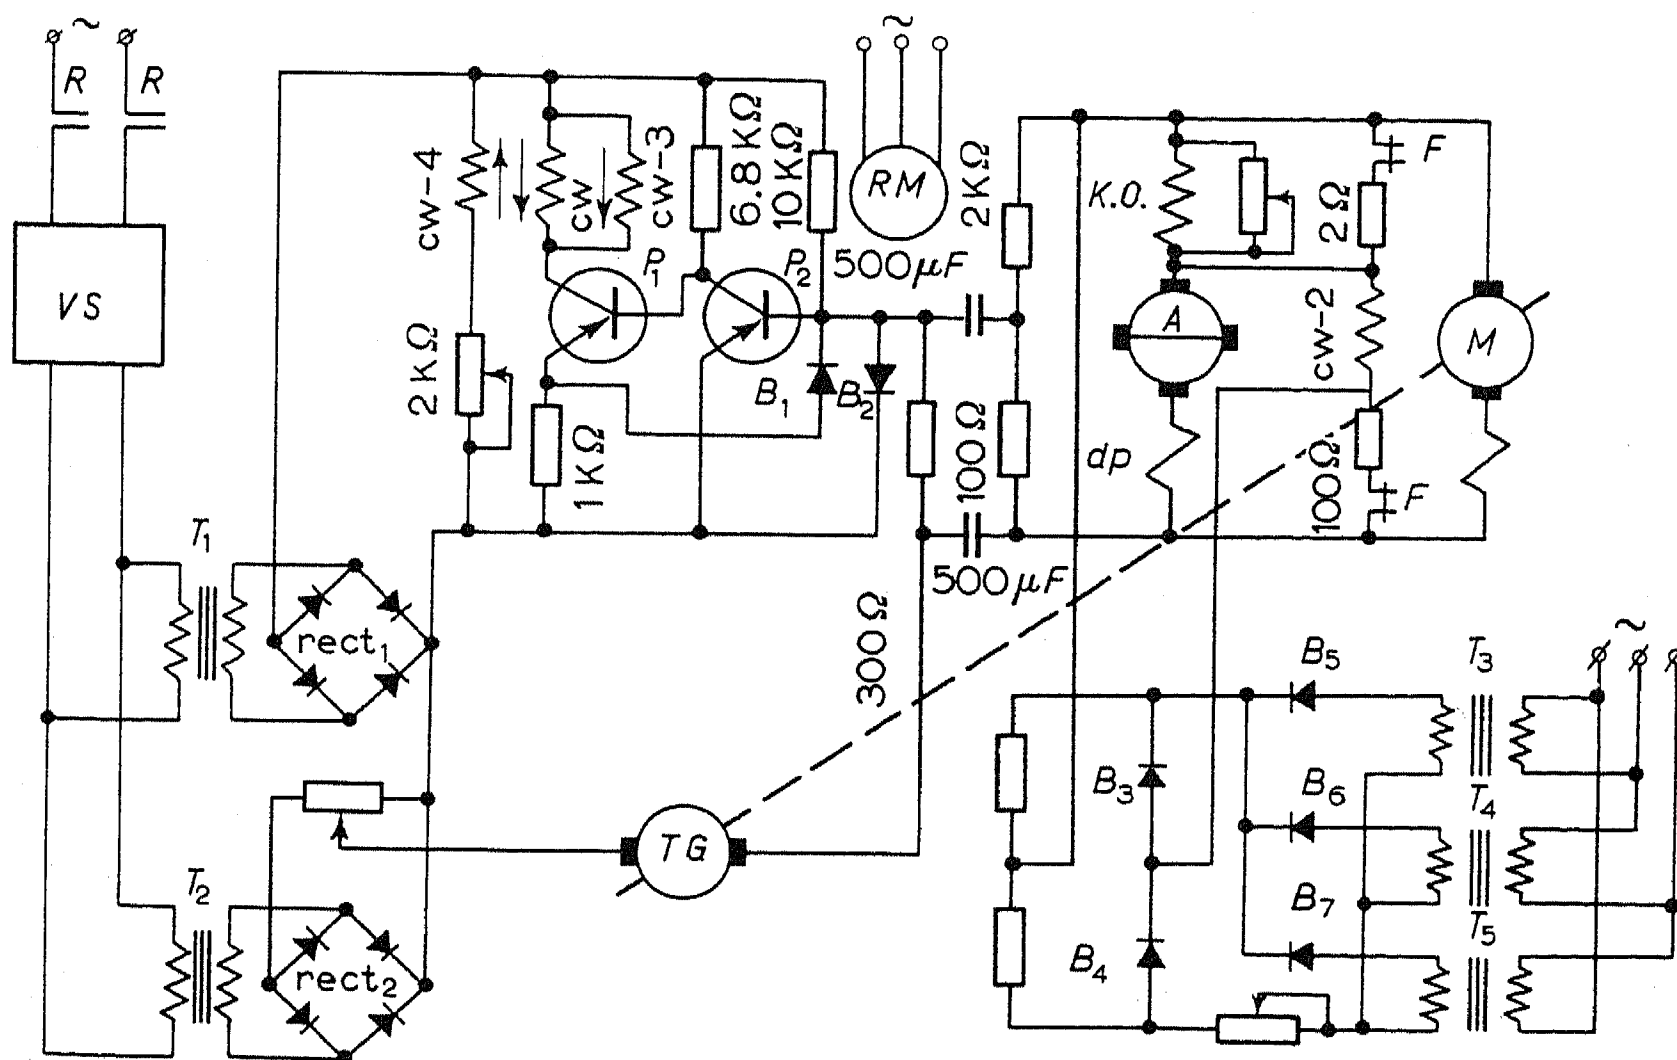 ~
R
R
VS
cw-4
cw
cw-3
6.8KΩ
10KΩ
P1
P2
2KΩ
1KΩ
B1
B2
~
RM
500μF
2KΩ
100Ω
500μF
300Ω
K.O.
F
2Ω
A
cw-2
M
dp
100Ω
F
T1
rect1
T2
rect2
TG
B3
B4
B5
B6
B7
T3
T4
T5
~